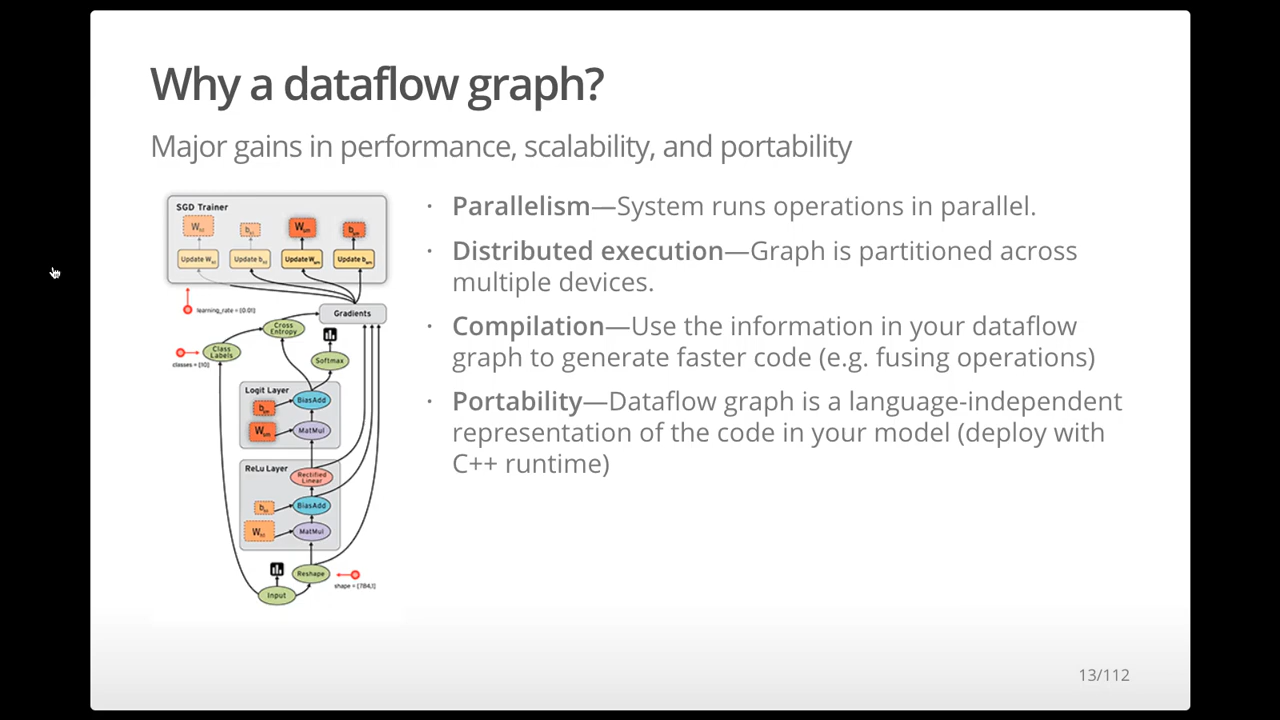 Why a dataflow graph?
Major gains in performance, scalability, and portability
· Parallelism—System runs operations in parallel.
· Distributed execution—Graph is partitioned across
multiple devices.
· Compilation—Use the information in your dataflow
graph to generate faster code (e.g. fusing operations)
· Portability—Dataflow graph is a language-independent
representation of the code in your model (deploy with
C++ runtime)
SGD Trainer
W
b
W
b
Update W
Update b
Update W
Update b
learning_rate = [0.01]
Gradients
Cross
Entropy
Class
Labels
classes = [10]
Softmax
Logit Layer
b
BiasAdd
W
MatMul
ReLu Layer
Rectified
Linear
b
BiasAdd
W
MatMul
Reshape
shape = [784,1]
Input
13/112